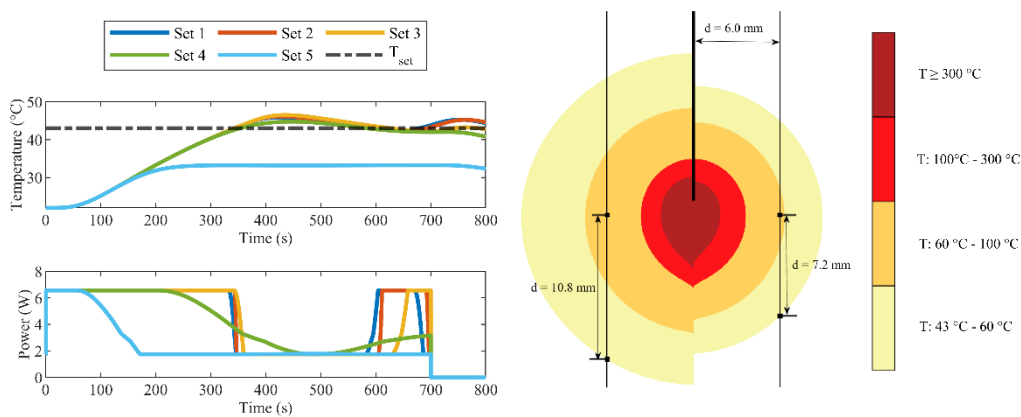 Set 1 Set 2 Set 3
Set 4 Set 5 Tset
50
40
30
Temperature (°C)
0 100 200 300 400 500 600 700 800
Time (s)
8
6
4
2
0
Power (W)
0 100 200 300 400 500 600 700 800
Time (s)
d = 6.0 mm
d = 10.8 mm
d = 7.2 mm
T ≥ 300 °C
T: 100°C - 300 °C
T: 60 °C - 100 °C
T: 43 °C - 60 °C